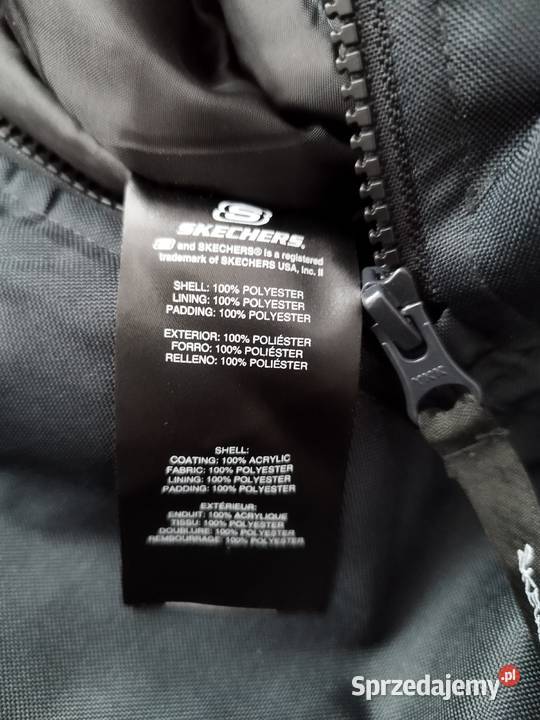 S
SKECHERS.
S and SKECHERS® is a registered
trademark of SKECHERS USA, Inc. II
SHELL: 100% POLYESTER
LINING: 100% POLYESTER
PADDING: 100% POLYESTER
EXTERIOR: 100% POLIÉSTER
FORRO: 100% POLIÉSTER
RELLENO: 100% POLIÉSTER
SHELL:
COATING: 100% ACRYLIC
FABRIC: 100% POLYESTER
LINING: 100% POLYESTER
PADDING: 100% POLYESTER
EXTÉRIEUR:
ENDUIT: 100% ACRYLIQUE
TISSU: 100% POLYESTER
DOUBLURE: 100% POLYESTER
REMBOURRAGE: 100% POLYESTER
Sprzedajemy.pl